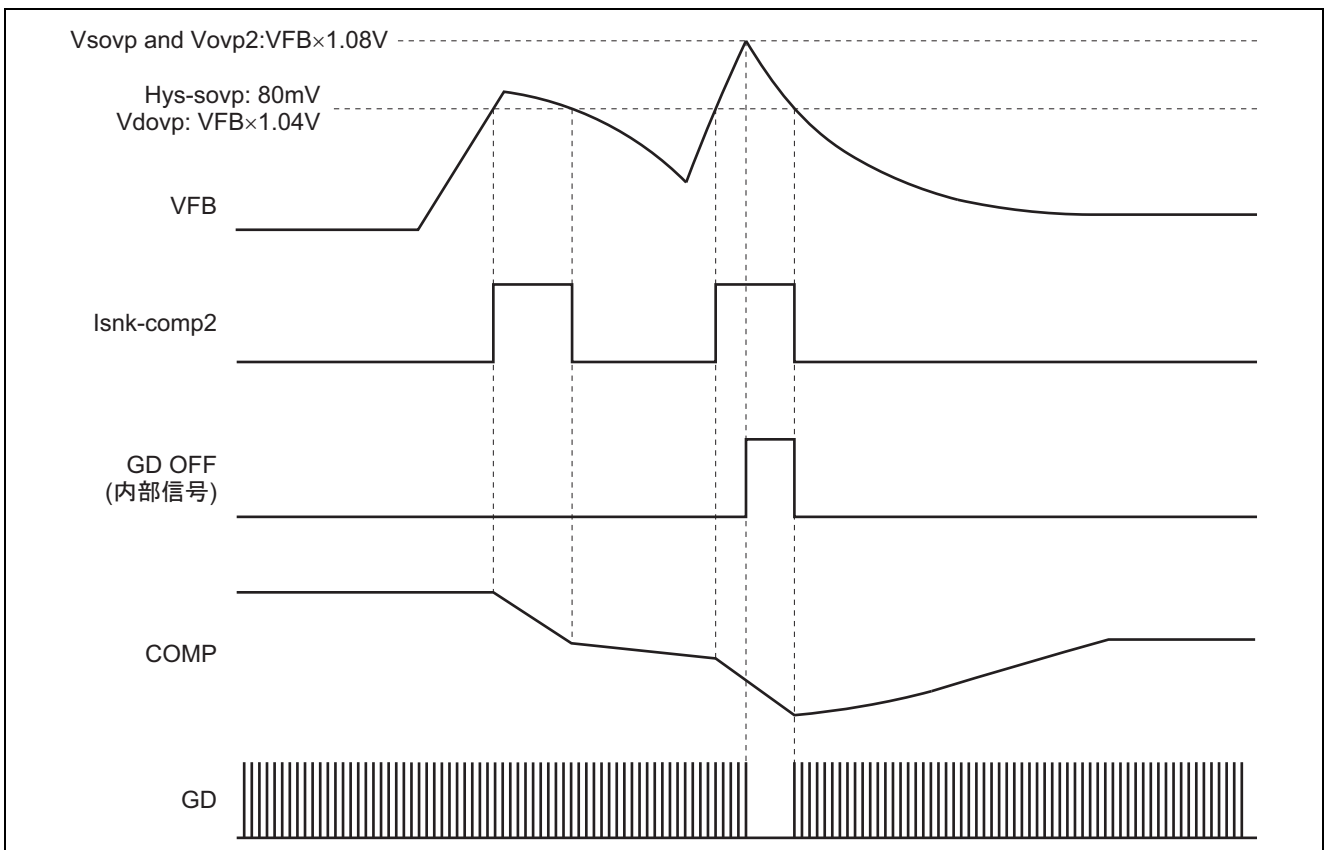 Vsovp and Vovp2:VFB×1.08V
Hys-sovp: 80mV
Vdovp: VFB×1.04V
VFB
Isnk-comp2
GD OFF
(内部信号)
COMP
GD